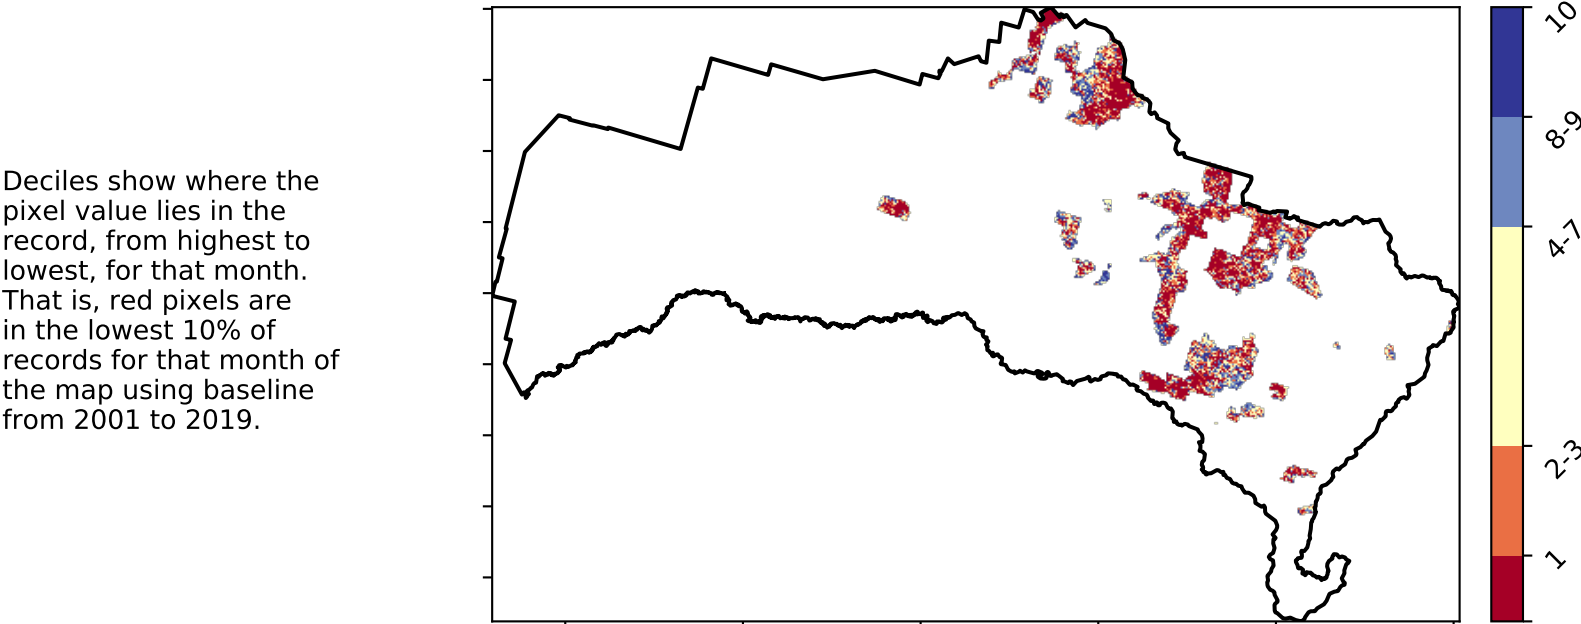 Deciles show where the
pixel value lies in the
record, from highest to
lowest, for that month.
That is, red pixels are
in the lowest 10% of
records for that month of
the map using baseline
from 2001 to 2019.
10
8-9
4-7
2-3
1